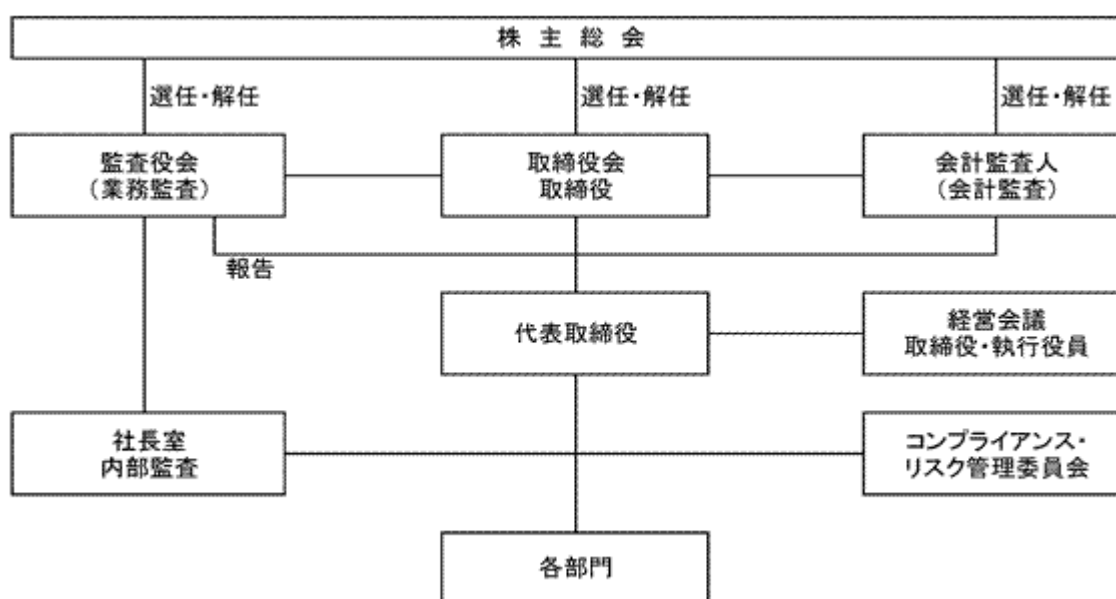 株主総会
選任・解任
選任・解任
選任・解任
監査役会
（業務監査）
取締役会
取締役
会計監査人
（会計監査）
報告
代表取締役
経営会議
取締役・執行役員
社長室
内部監査
コンプライアンス・
リスク管理委員会
各部門